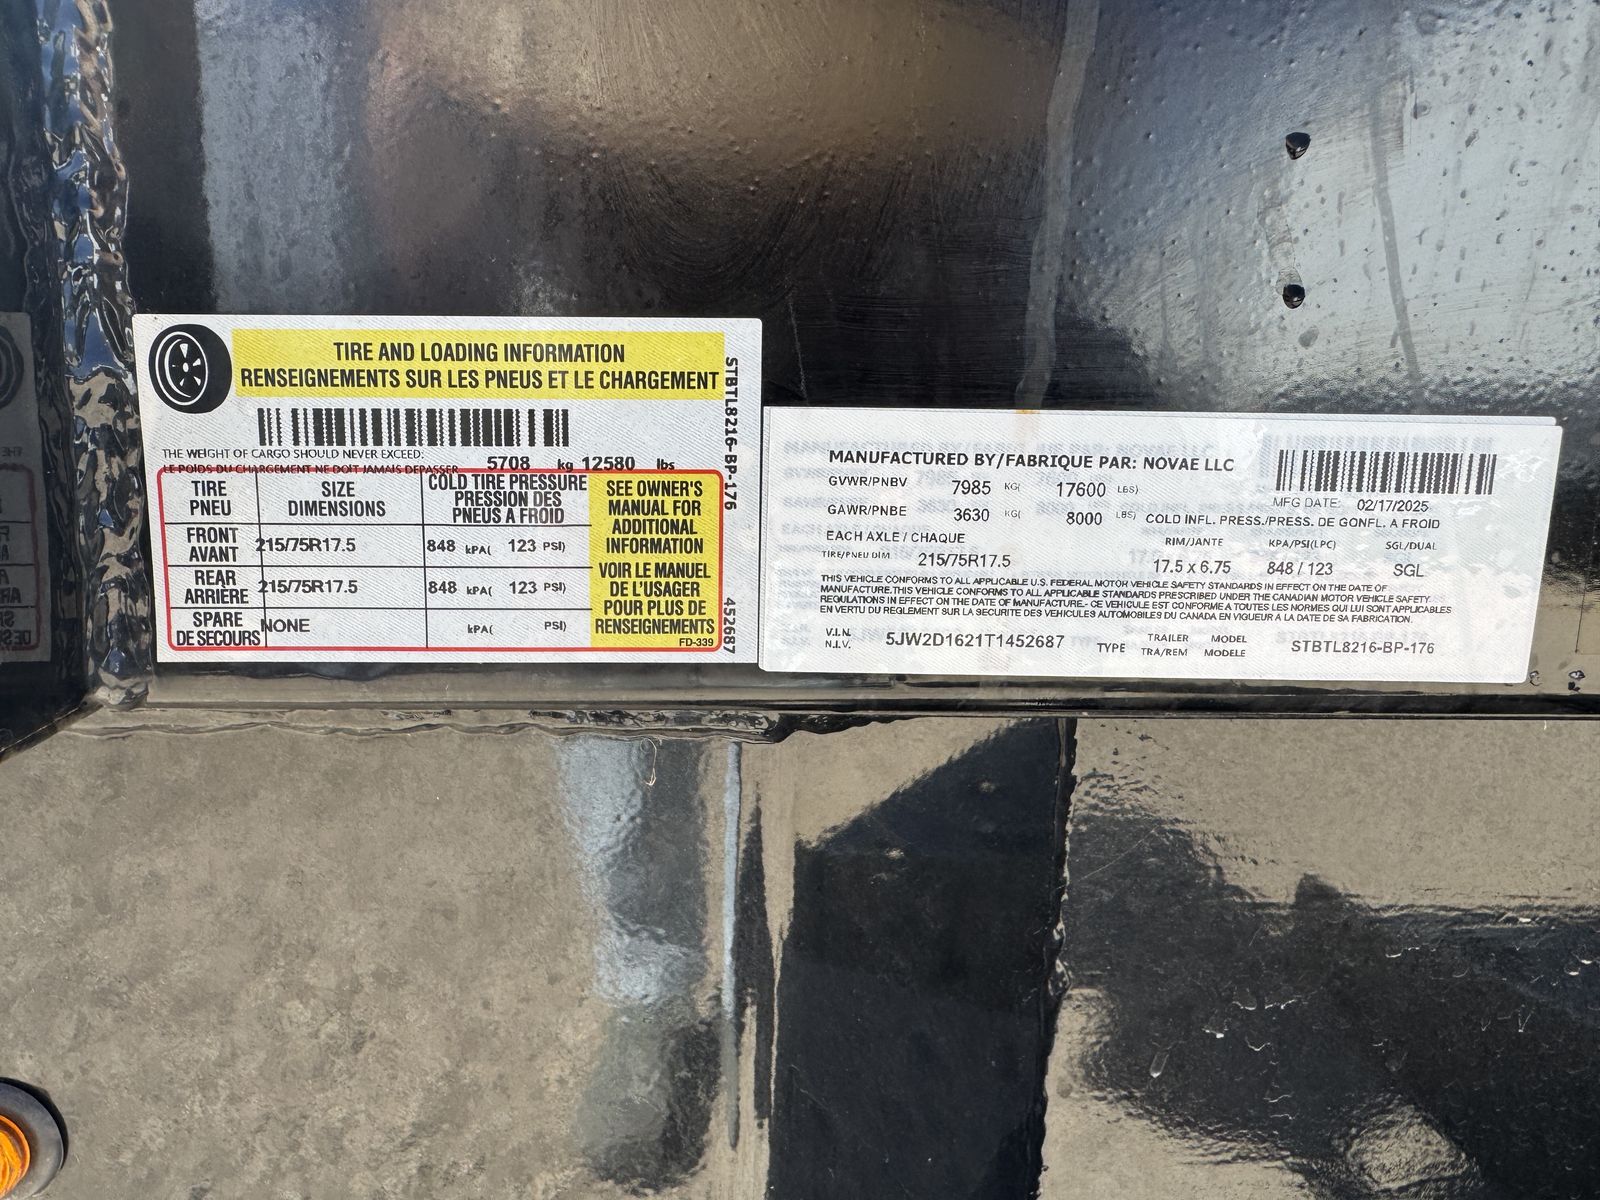 TIRE AND LOADING INFORMATION
RENSEIGNEMENTS SUR LES PNEUS ET LE CHARGEMENT
THE WEIGHT OF CARGO SHOULD NEVER EXCEED:
LE POIDS DU CHARGEMENT NE DOIT JAMAIS DEPASSER 5708 kg 12580 lbs
TIRE SIZE COLD TIRE PRESSURE
PNEU DIMENSIONS PRESSION DES
PNEUS A FROID
FRONT
AVANT 215/75R17.5 848 kPA( 123 PSI)
REAR
ARRIÈRE 215/75R17.5 848 kPA( 123 PSI)
SPARE
DE SECOURS NONE kPA( PSI)
SEE OWNER'S
MANUAL FOR
ADDITIONAL
INFORMATION
VOIR LE MANUEL
DE L'USAGER
POUR PLUS DE
RENSEIGNEMENTS
FD-339
STBTL8216-BP-176
452687
MANUFACTURED BY/FABRIQUE PAR: NOVAE LLC
GVWR/PNBV 7985 KG( 17600 LBS)
MFG DATE: 02/17/2025
GAWR/PNBE 3630 KG( 8000 LBS)
COLD INFL. PRESS./PRESS. DE GONFL. A FROID
EACH AXLE / CHAQUE RIM/JANTE KPA/PSI(LPC) SGL/DUAL
TIRE/PNEU DIM. 215/75R17.5 17.5 x 6.75 848 / 123 SGL
THIS VEHICLE CONFORMS TO ALL APPLICABLE U.S. FEDERAL MOTOR VEHICLE SAFETY STANDARDS IN EFFECT ON THE DATE OF
MANUFACTURE.THIS VEHICLE CONFORMS TO ALL APPLICABLE STANDARDS PRESCRIBED UNDER THE CANADIAN MOTOR VEHICLE SAFETY
REGULATIONS IN EFFECT ON THE DATE OF MANUFACTURE.- CE VEHICULE EST CONFORME A TOUTES LES NORMES QUI LUI SONT APPLICABLES
EN VERTU DU REGLEMENT SUR LA SECURITE DES VEHICULES AUTOMOBILES DU CANADA EN VIGUEUR A LA DATE DE SA FABRICATION.
V.I.N.
N.I.V. 5JW2D1621T1452687 TYPE TRAILER MODEL
TRA/REM MODELE STBTL8216-BP-176